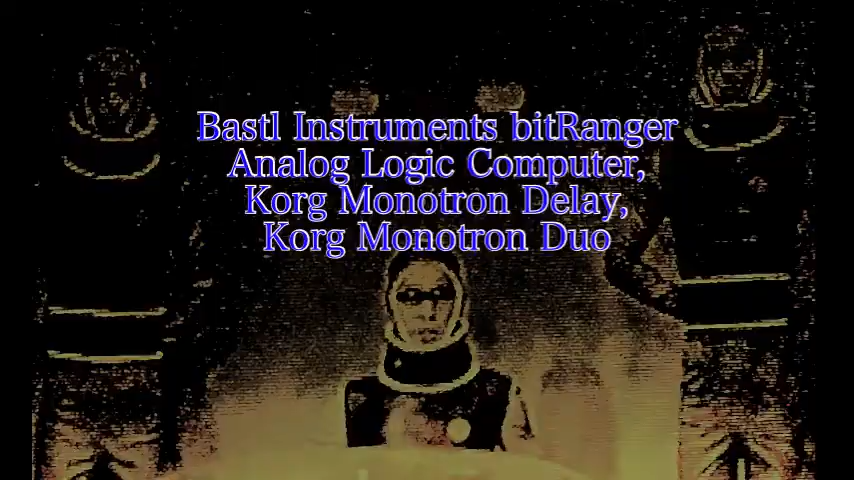 Bastl Instruments bitRanger
Analog Logic Computer,
Korg Monotron Delay,
Korg Monotron Duo